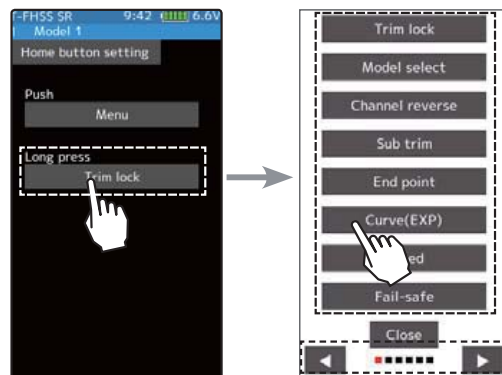 T-FHSS SR 9:42 6.6V
Model 1
Home button setting
Push
Menu
Long press
Trim lock
Trim lock
Model select
Channel reverse
Sub trim
End point
Curve(EXP)
Fail-safe
Close